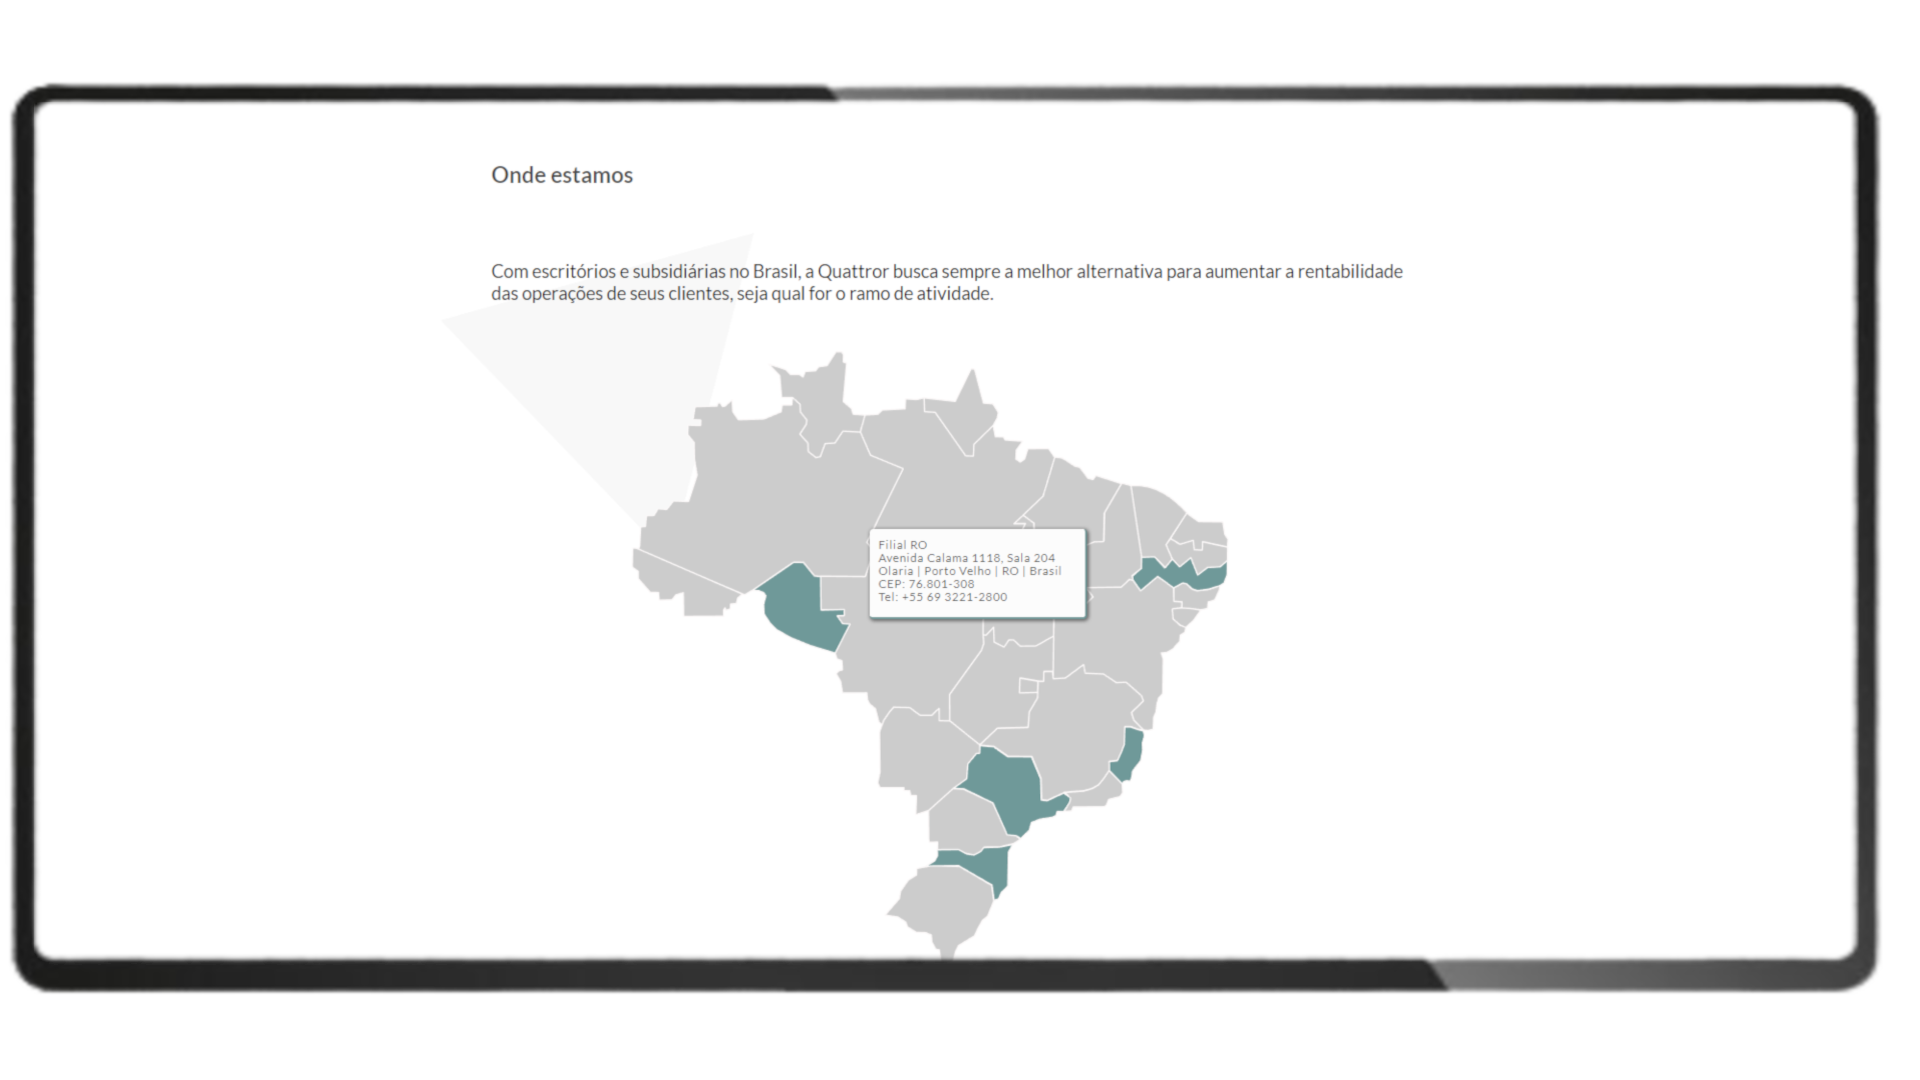 Onde estamos
Com escritórios e subsidiárias no Brasil, a Quattror busca sempre a melhor alternativa para aumentar a rentabilidade
das operações de seus clientes, seja qual for o ramo de atividade.
Filial RO
Avenida Calama 1118, Sala 204
Olaria | Porto Velho | RO | Brasil
CEP: 76.801-308
Tel: +55 69 3221-2800